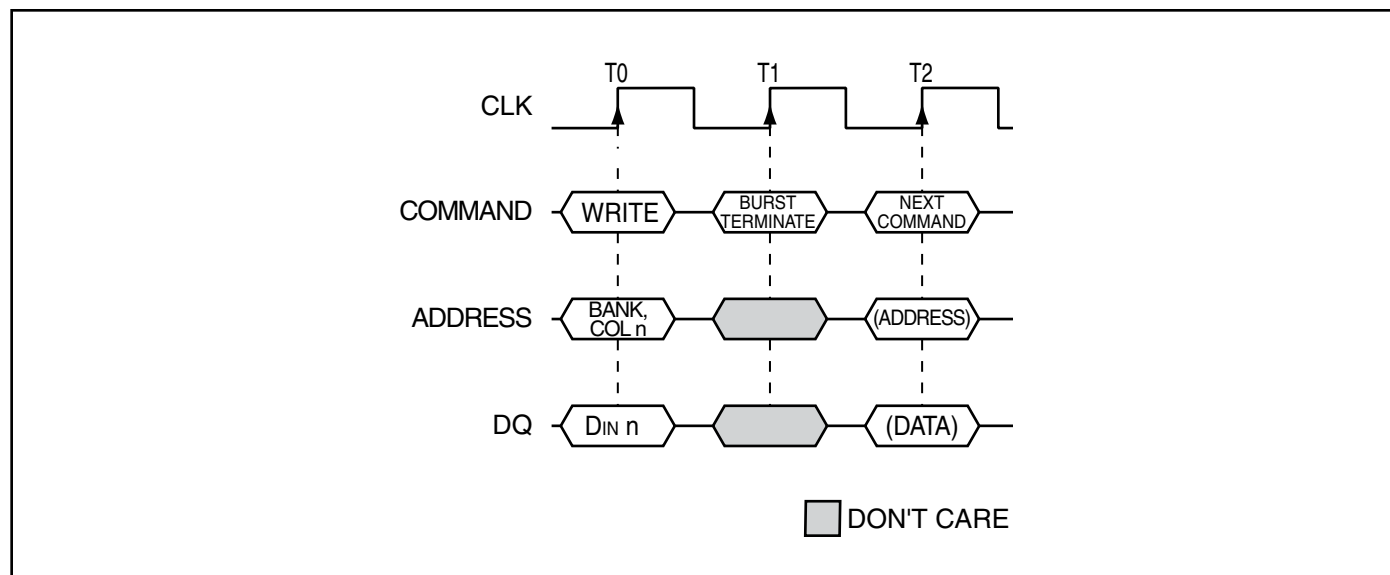 T0 T1 T2
CLK
COMMAND WRITE BURST TERMINATE NEXT COMMAND
ADDRESS BANK, COL n (ADDRESS)
DQ DIN n (DATA)
DON'T CARE